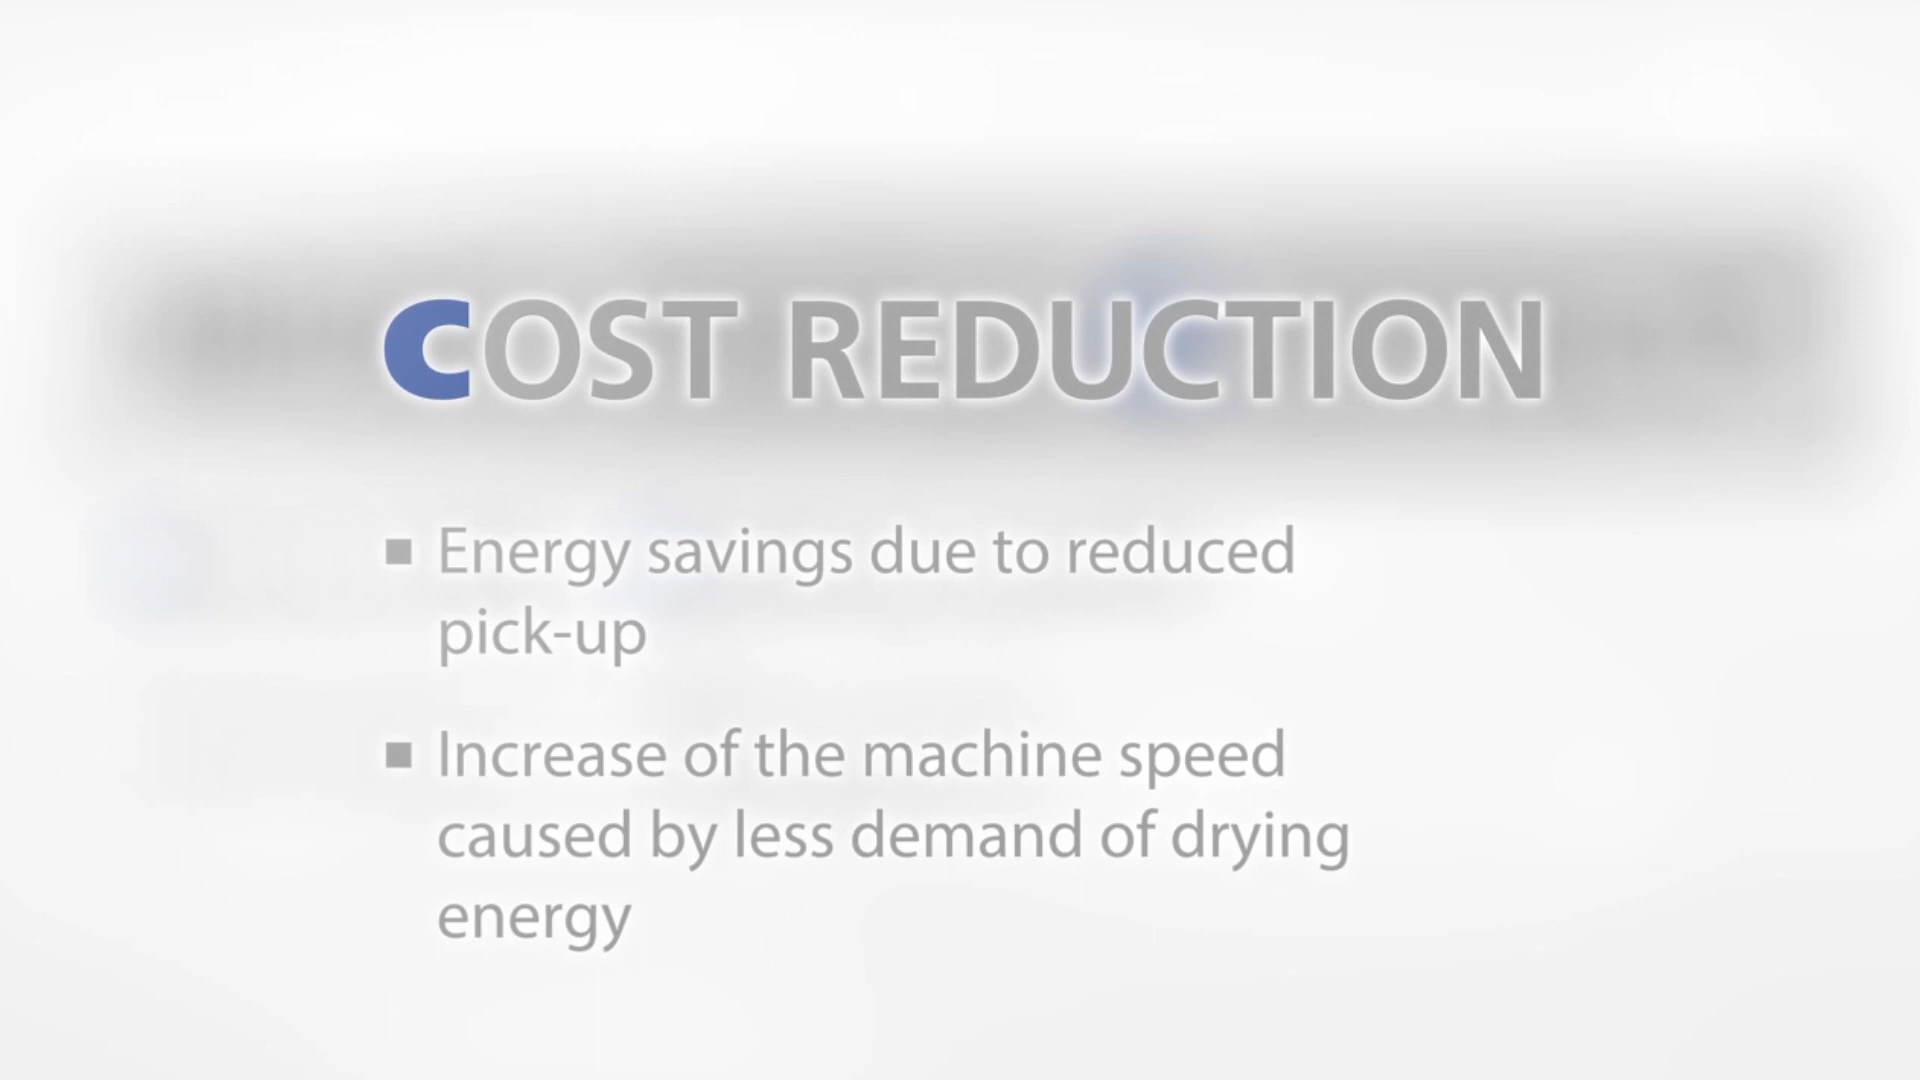 COST REDUCTION
■ Energy savings due to reduced
pick-up
■ Increase of the machine speed
caused by less demand of drying
energy